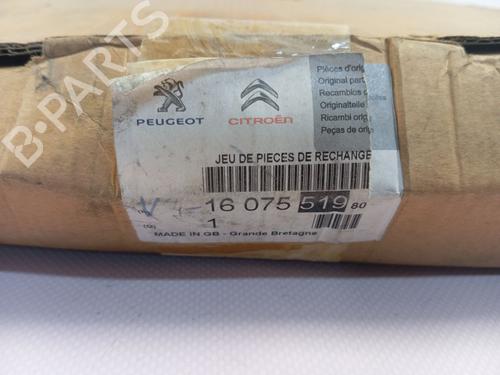 B-PARTS
PEUGEOT
CITROËN
Pièces d'orig
Original part
Recambios
Originalteile
Ricambi orig
Peças de orig
JEU DE PIECES DE RECHANGE
V
16 075 519 80
(Q) 1
MADE IN GB - Grande Bretagne